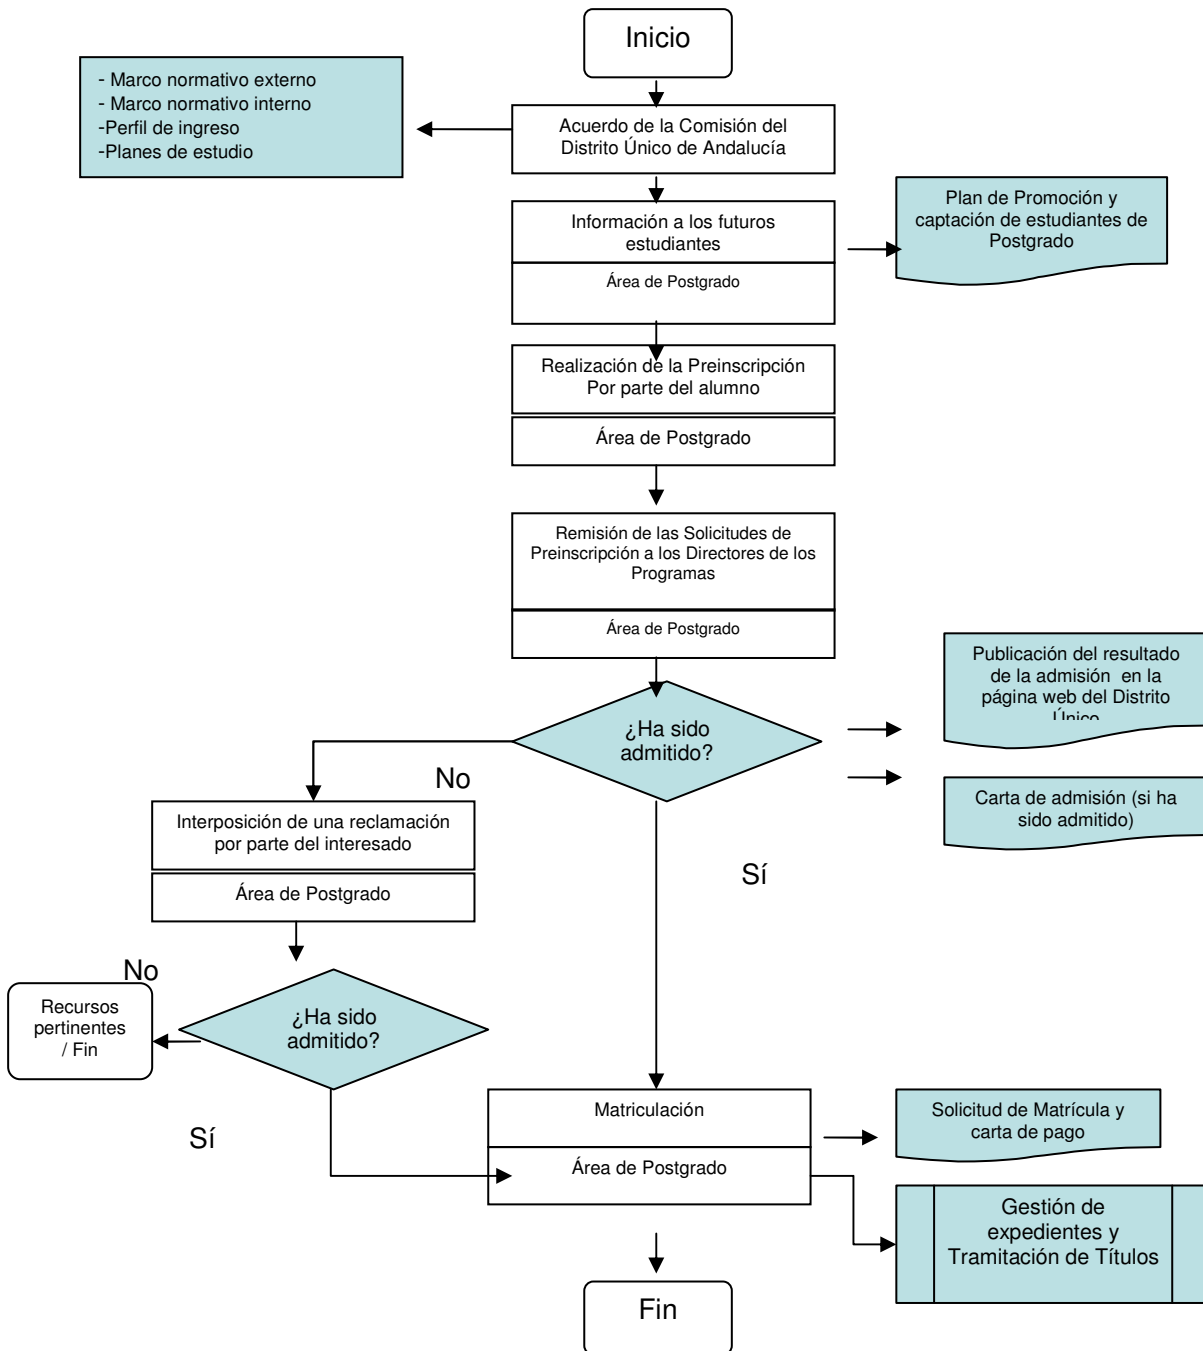 Inicio
- Marco normativo externo
- Marco normativo interno
-Perfil de ingreso
-Planes de estudio
Acuerdo de la Comisión del
Distrito Único de Andalucía
Información a los futuros
estudiantes
Área de Postgrado
Plan de Promoción y
captación de estudiantes de
Postgrado
Realización de la Preinscripción
Por parte del alumno
Área de Postgrado
Remisión de las Solicitudes de
Preinscripción a los Directores de los
Programas
Área de Postgrado
Publicación del resultado
de la admisión en la
página web del Distrito
Único
¿Ha sido
admitido?
No
Carta de admisión (si ha
sido admitido)
Interposición de una reclamación
por parte del interesado
Área de Postgrado
Sí
No
Recursos
pertinentes
/ Fin
¿Ha sido
admitido?
Sí
Matriculación
Área de Postgrado
Solicitud de Matrícula y
carta de pago
Gestión de
expedientes y
Tramitación de Títulos
Fin